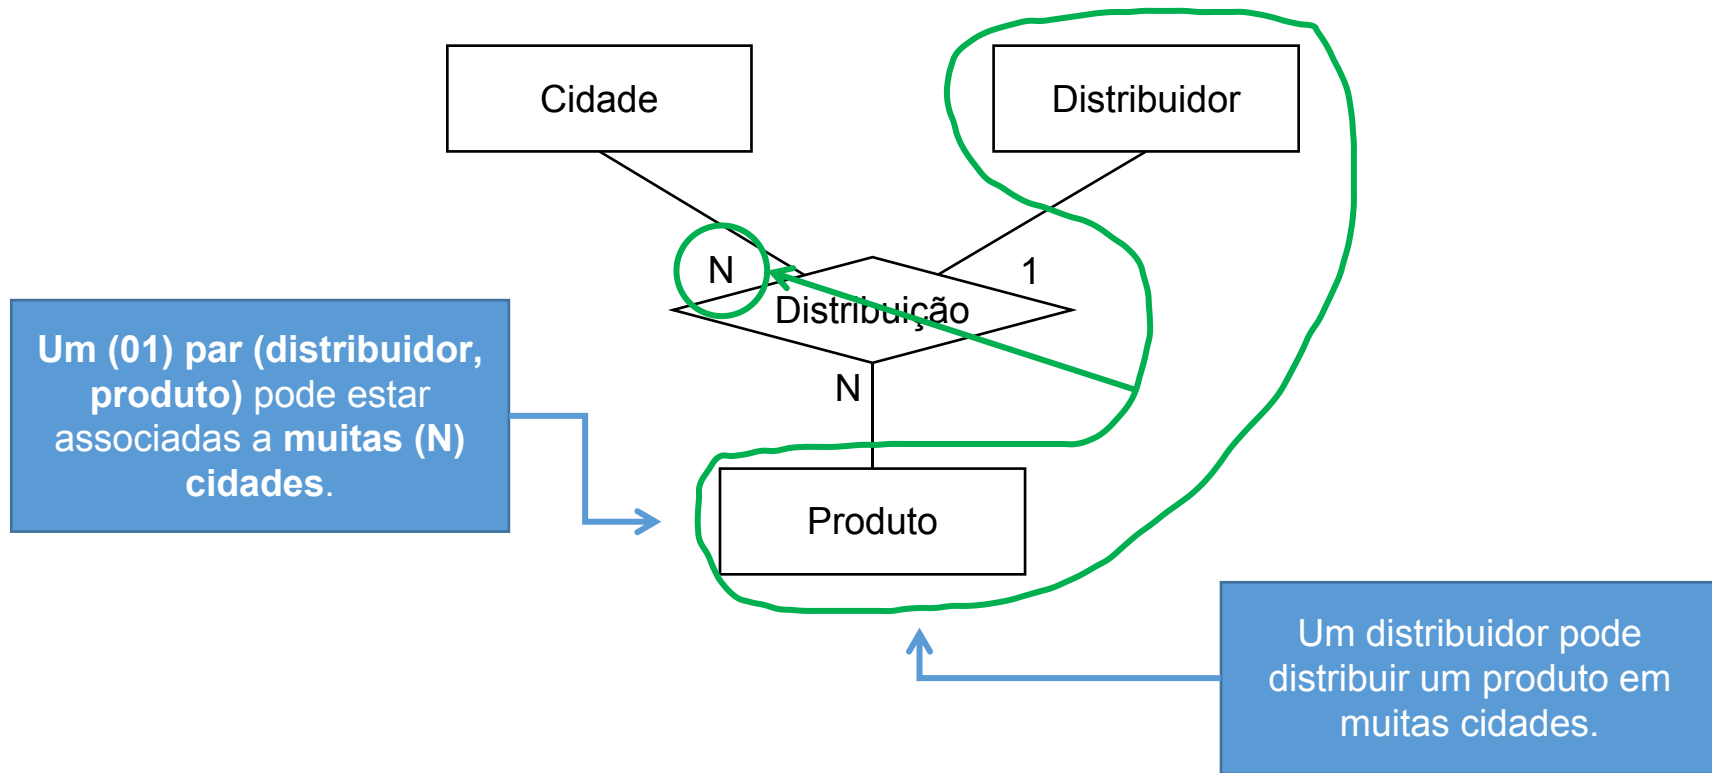 Cidade
Distribuidor
N
1
Distribuição
N
Produto
Um (01) par (distribuidor,
produto) pode estar
associadas a muitas (N)
cidades.
Um distribuidor pode
distribuir um produto em
muitas cidades.